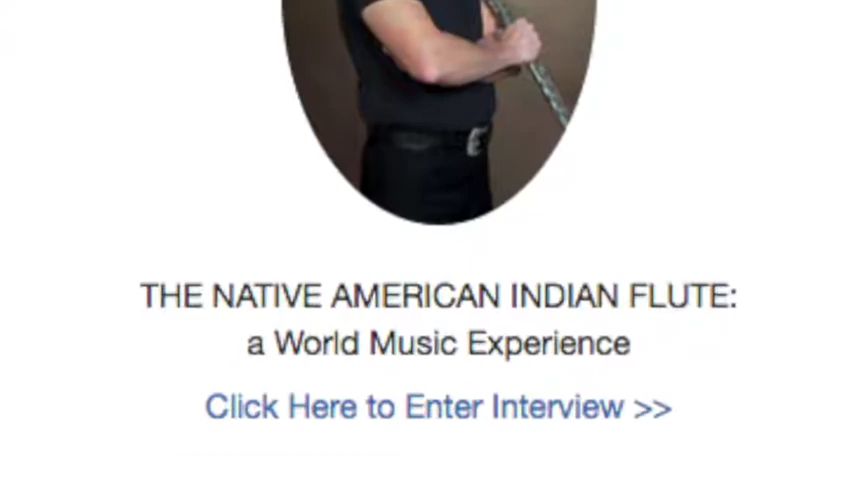 THE NATIVE AMERICAN INDIAN FLUTE:
a World Music Experience
Click Here to Enter Interview >>